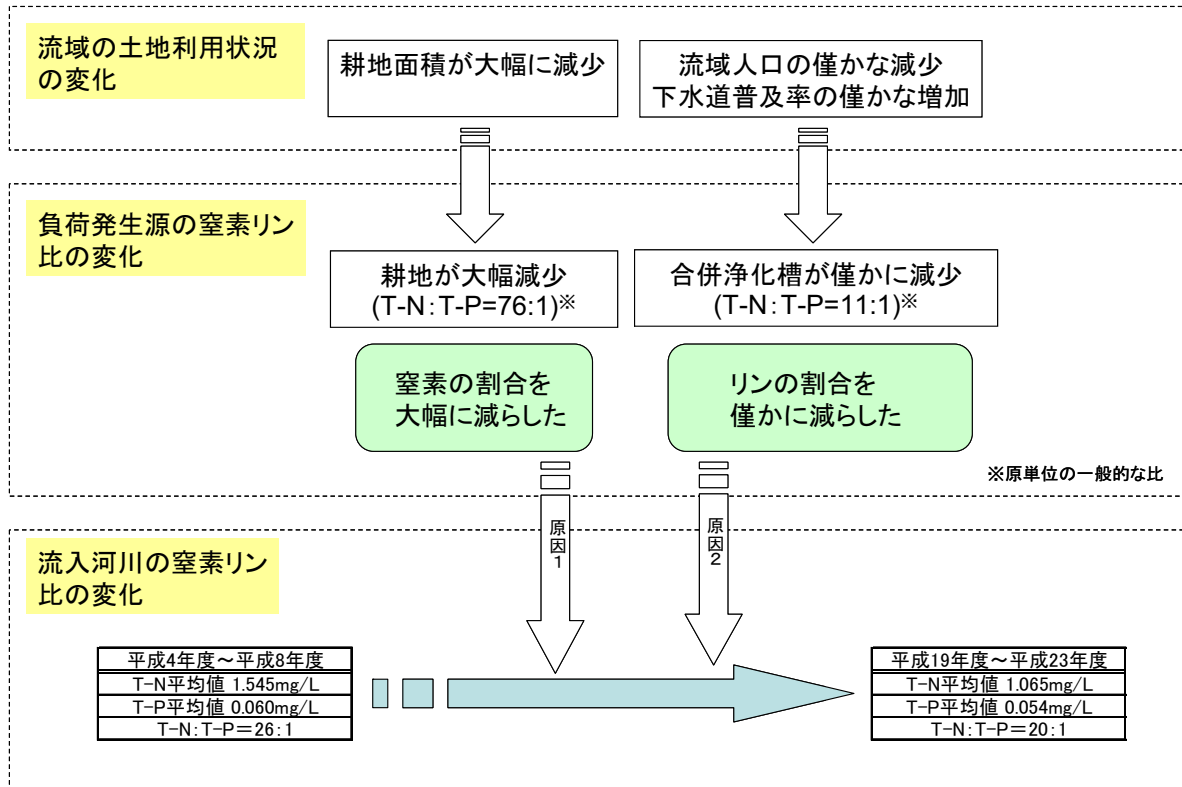 流域の土地利用状況
の変化
耕地面積が大幅に減少
流域人口の僅かな減少
下水道普及率の僅かな増加
負荷発生源の窒素リン
比の変化
耕地が大幅減少
(T-N:T-P=76:1)※
合併浄化槽が僅かに減少
(T-N:T-P=11:1)※
窒素の割合を
大幅に減らした
リンの割合を
僅かに減らした
※原単位の一般的な比
原因1
原因2
流入河川の窒素リン
比の変化
平成4年度～平成8年度
T-N平均値 1.545mg/L
T-P平均値 0.060mg/L
T-N:T-P=26:1
平成19年度～平成23年度
T-N平均値 1.065mg/L
T-P平均値 0.054mg/L
T-N:T-P=20:1